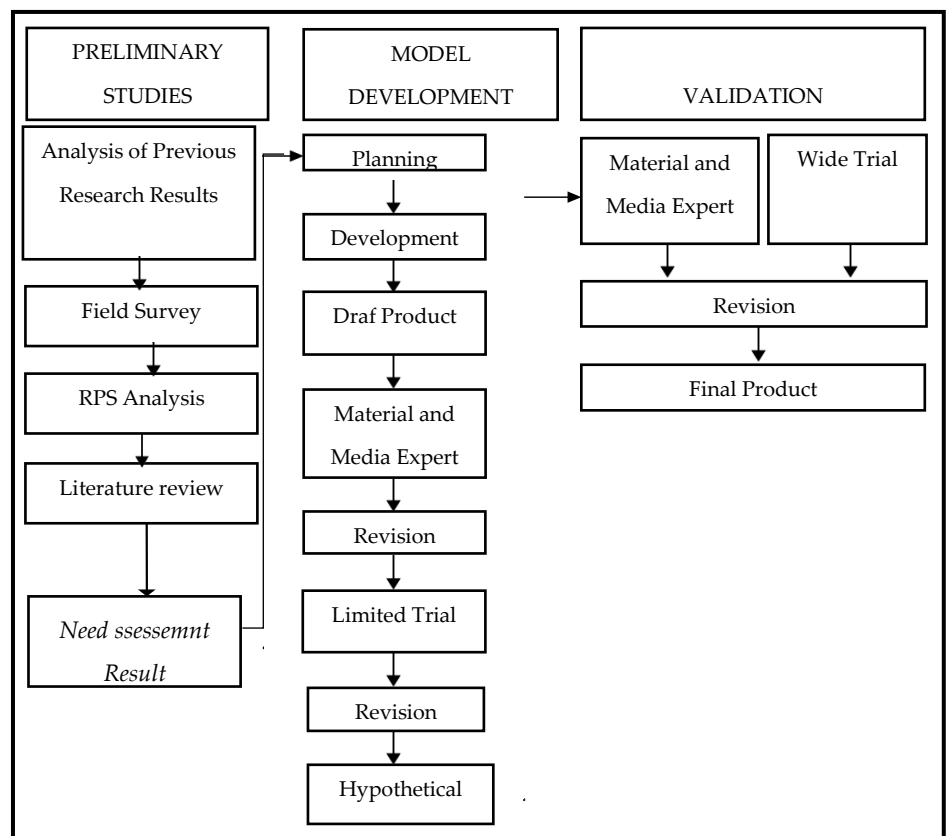 PRELIMINARY
STUDIES
Analysis of Previous
Research Results
Field Survey
RPS Analysis
Literature review
Need ssessemnt
Result
MODEL
DEVELOPMENT
Planning
Development
Draf Product
Material and
Media Expert
Revision
Limited Trial
Revision
Hypothetical
VALIDATION
Material and
Media Expert
Wide Trial
Revision
Final Product